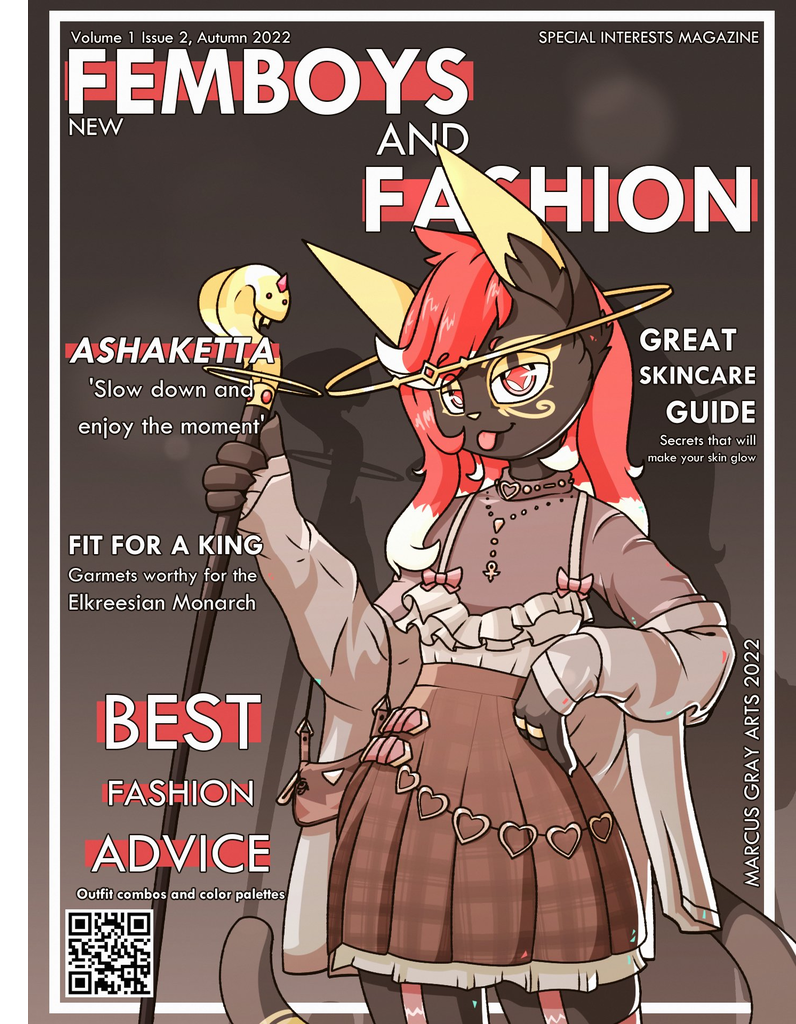 Volume 1 Issue 2, Autumn 2022
SPECIAL INTERESTS MAGAZINE
FEMBOYS
NEW
AND
FASHION
ASHAKETTA
'Slow down and
enjoy the moment'
GREAT
SKINCARE
GUIDE
Secrets that will
make your skin glow
FIT FOR A KING
Garmets worthy for the
Elkreesian Monarch
BEST
FASHION
ADVICE
Outfit combos and color palettes
MARCUS GRAY ARTS 2022